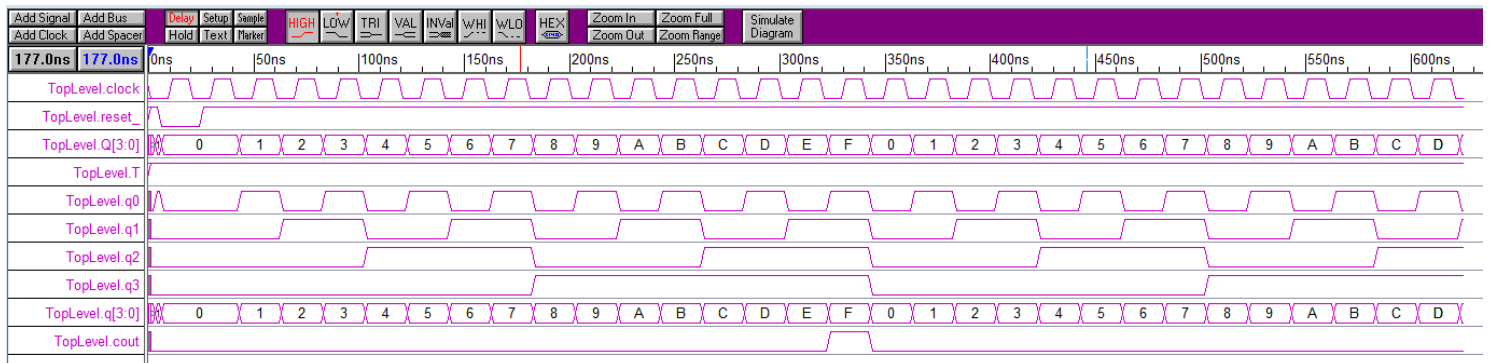 Add Signal Add Bus Delay Setup Sample HIGH LOW TRI VAL INVal WHI WLO HEX Zoom In Zoom Full Simulate
Add Clock Add Spacer Hold Text Marker Zoom Out Zoom Range Diagram
177.0ns 177.0ns 0ns 50ns 100ns 150ns 200ns 250ns 300ns 350ns 400ns 450ns 500ns 550ns 600ns
TopLevel.clock
TopLevel.reset_
TopLevel.Q[3:0] 0 1 2 3 4 5 6 7 8 9 A B C D E F 0 1 2 3 4 5 6 7 8 9 A B C D
TopLevel.T
TopLevel.q0
TopLevel.q1
TopLevel.q2
TopLevel.q3
TopLevel.q[3:0] 0 1 2 3 4 5 6 7 8 9 A B C D E F 0 1 2 3 4 5 6 7 8 9 A B C D
TopLevel.cout